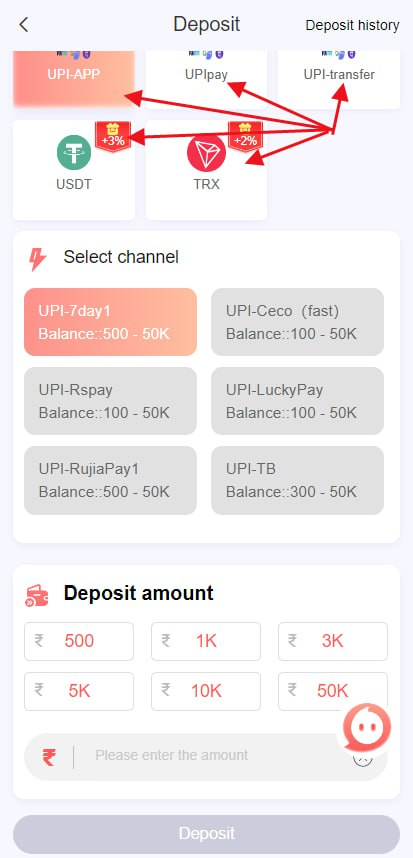 Deposit
Deposit history
UPI-APP
UPIpay
UPI-transfer
+3%
+2%
USDT
TRX
Select channel
UPI-7day1
Balance::500 - 50K
UPI-Ceco（fast）
Balance::100 - 50K
UPI-Rspay
Balance::100 - 50K
UPI-LuckyPay
Balance::100 - 50K
UPI-RujiaPay1
Balance::500 - 50K
UPI-TB
Balance::300 - 50K
Deposit amount
₹ 500
₹ 1K
₹ 3K
₹ 5K
₹ 10K
₹ 50K
₹ Please enter the amount
Deposit